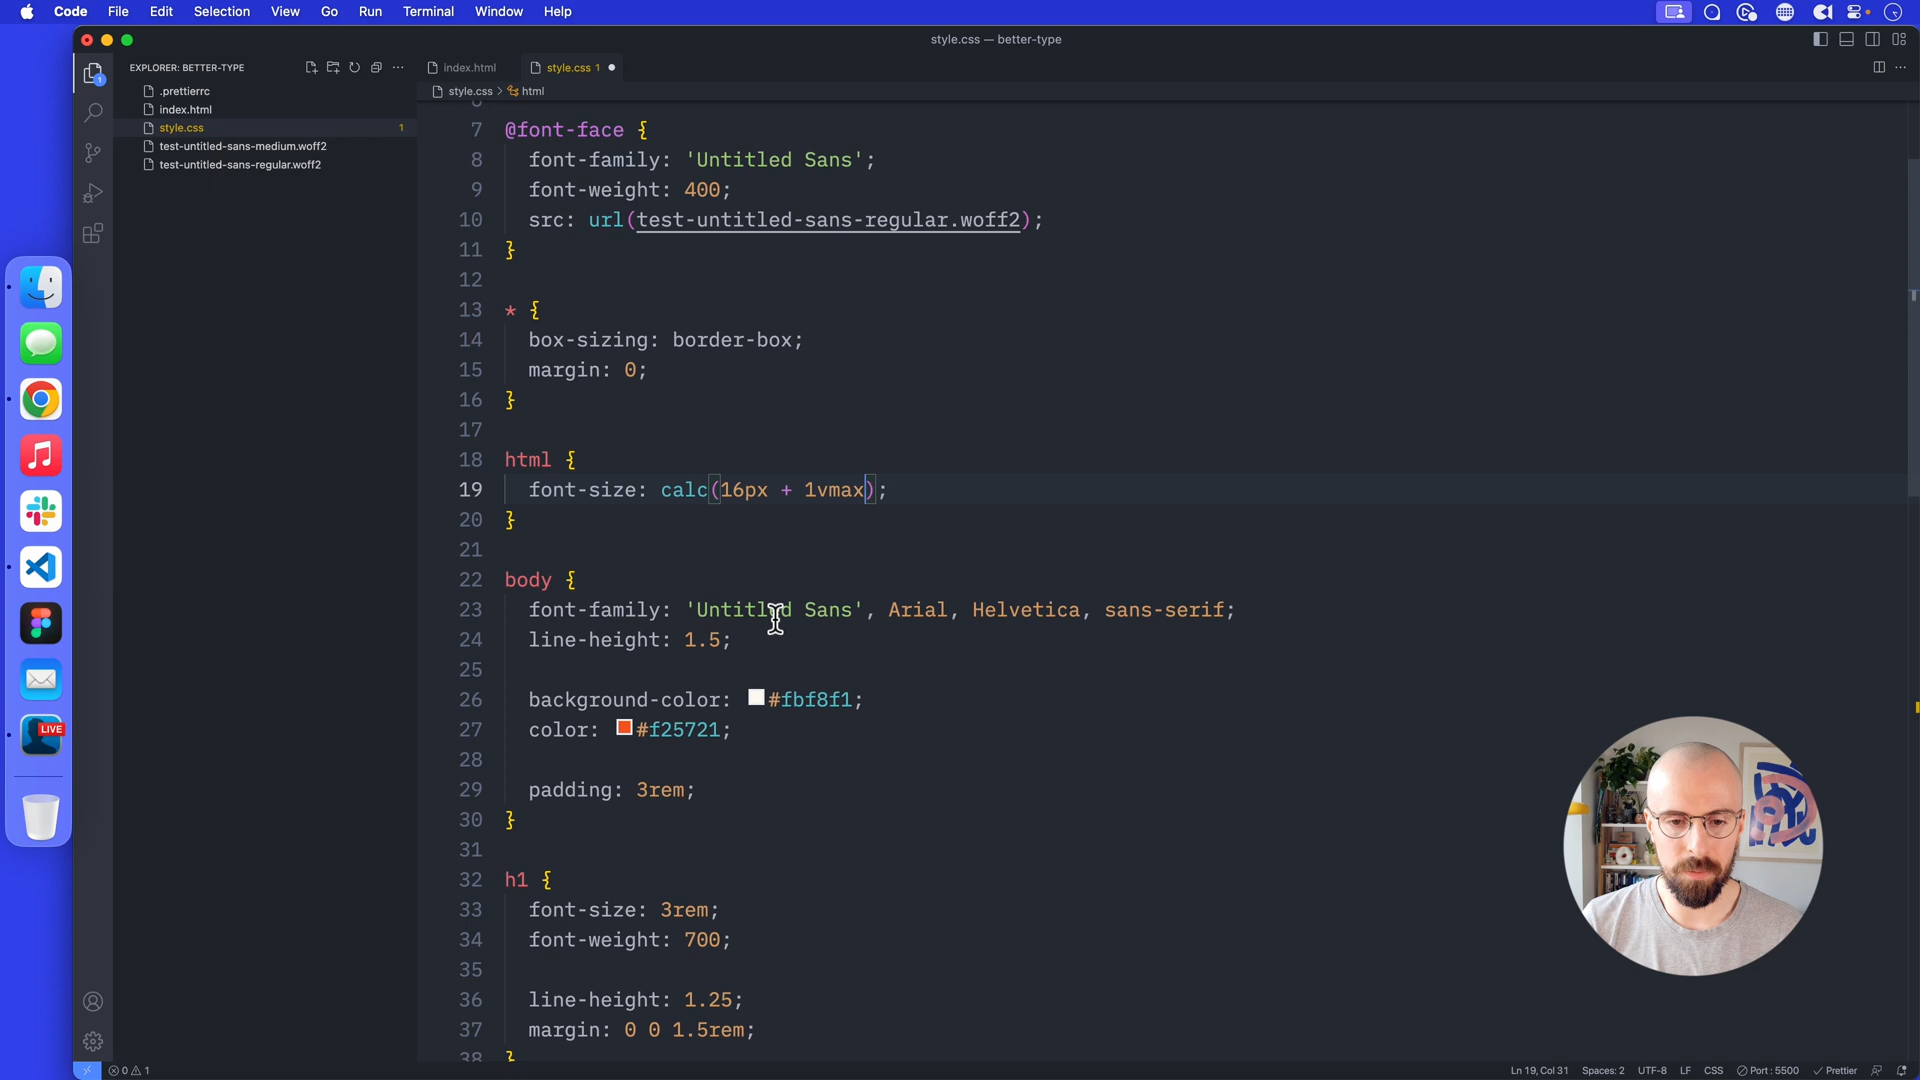 Code File Edit Selection View Go Run Terminal Window Help
style.css — better-type
EXPLORER: BETTER-TYPE
.prettierrc
index.html
style.css 1
test-untitled-sans-medium.woff2
test-untitled-sans-regular.woff2
1
LIVE
index.html style.css 1
style.css > html
7 @font-face {
8 font-family: 'Untitled Sans';
9 font-weight: 400;
10 src: url(test-untitled-sans-regular.woff2);
11 }
12
13 * {
14 box-sizing: border-box;
15 margin: 0;
16 }
17
18 html {
19 font-size: calc(16px + 1vmax);
20 }
21
22 body {
23 font-family: 'Untitled Sans', Arial, Helvetica, sans-serif;
24 line-height: 1.5;
25
26 background-color: #fbf8f1;
27 color: #f25721;
28
29 padding: 3rem;
30 }
31
32 h1 {
33 font-size: 3rem;
34 font-weight: 700;
35
36 line-height: 1.25;
37 margin: 0 0 1.5rem;
38 }
0 1 Ln 19, Col 31 Spaces: 2 UTF-8 LF CSS Port : 5500 Prettier